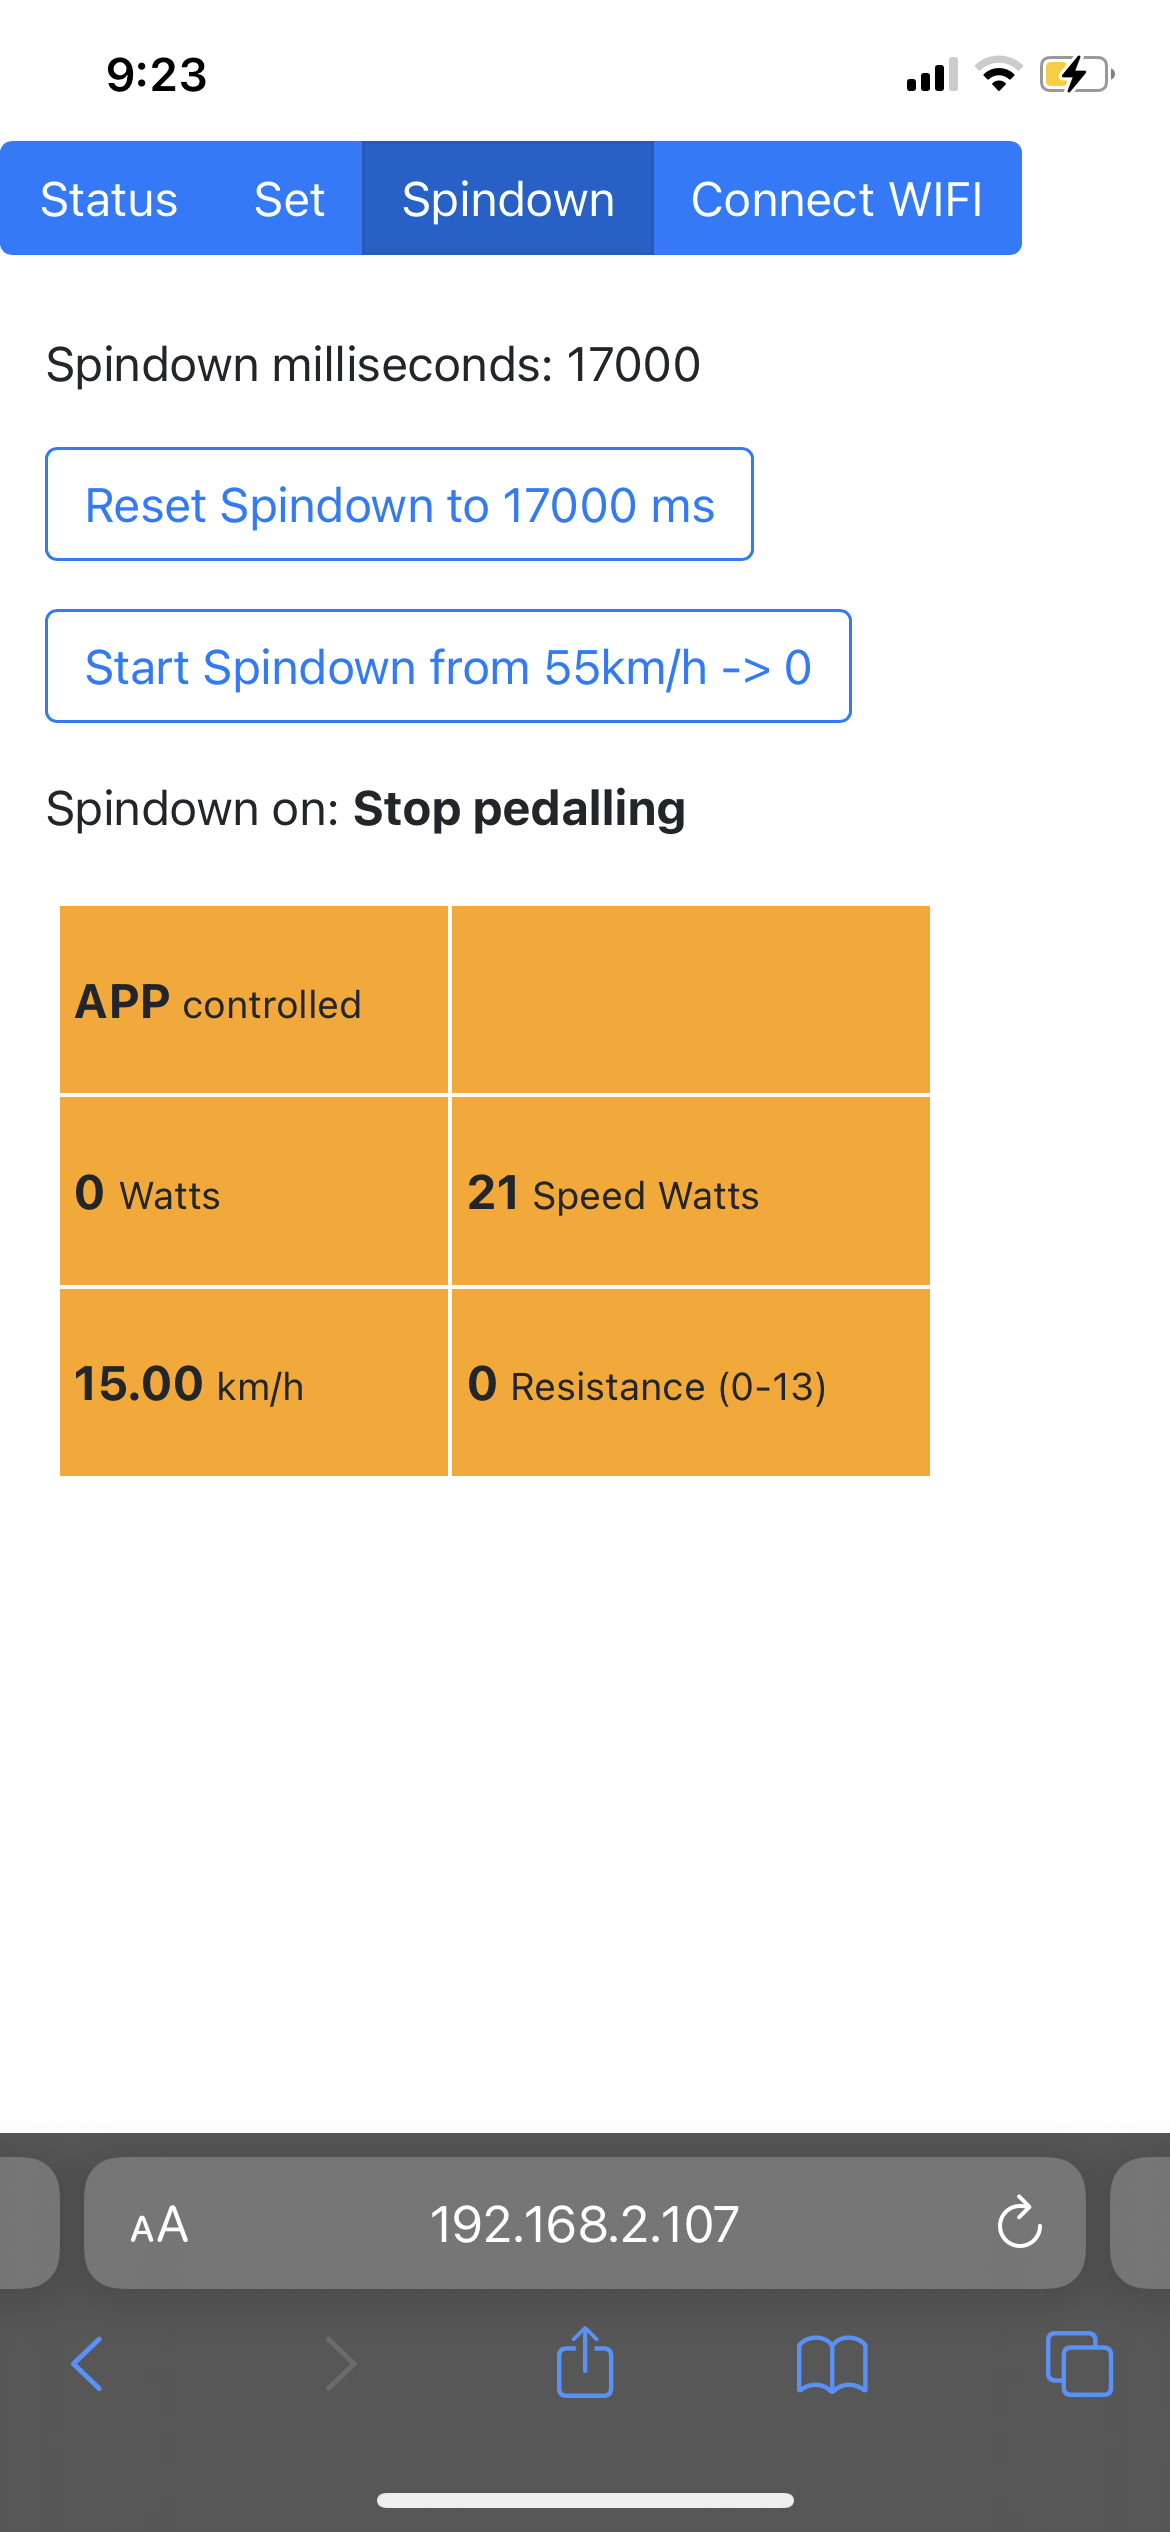 9:23
Status Set Spindown Connect WIFI
Spindown milliseconds: 17000
Reset Spindown to 17000 ms
Start Spindown from 55km/h -> 0
Spindown on: Stop pedalling
APP controlled
0 Watts 21 Speed Watts
15.00 km/h 0 Resistance (0-13)
AA 192.168.2.107